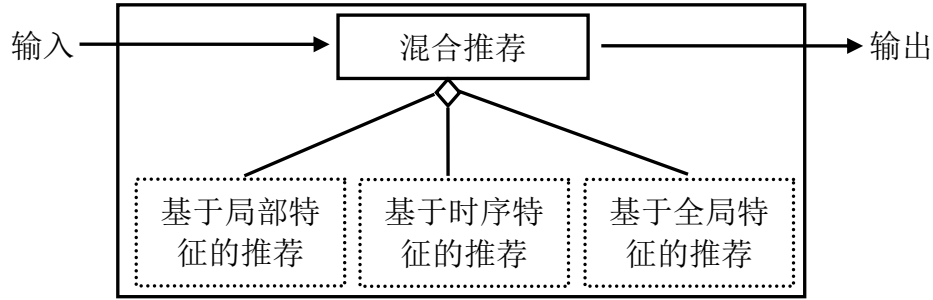 输入
混合推荐
输出
基于局部特
征的推荐
基于时序特
征的推荐
基于全局特
征的推荐